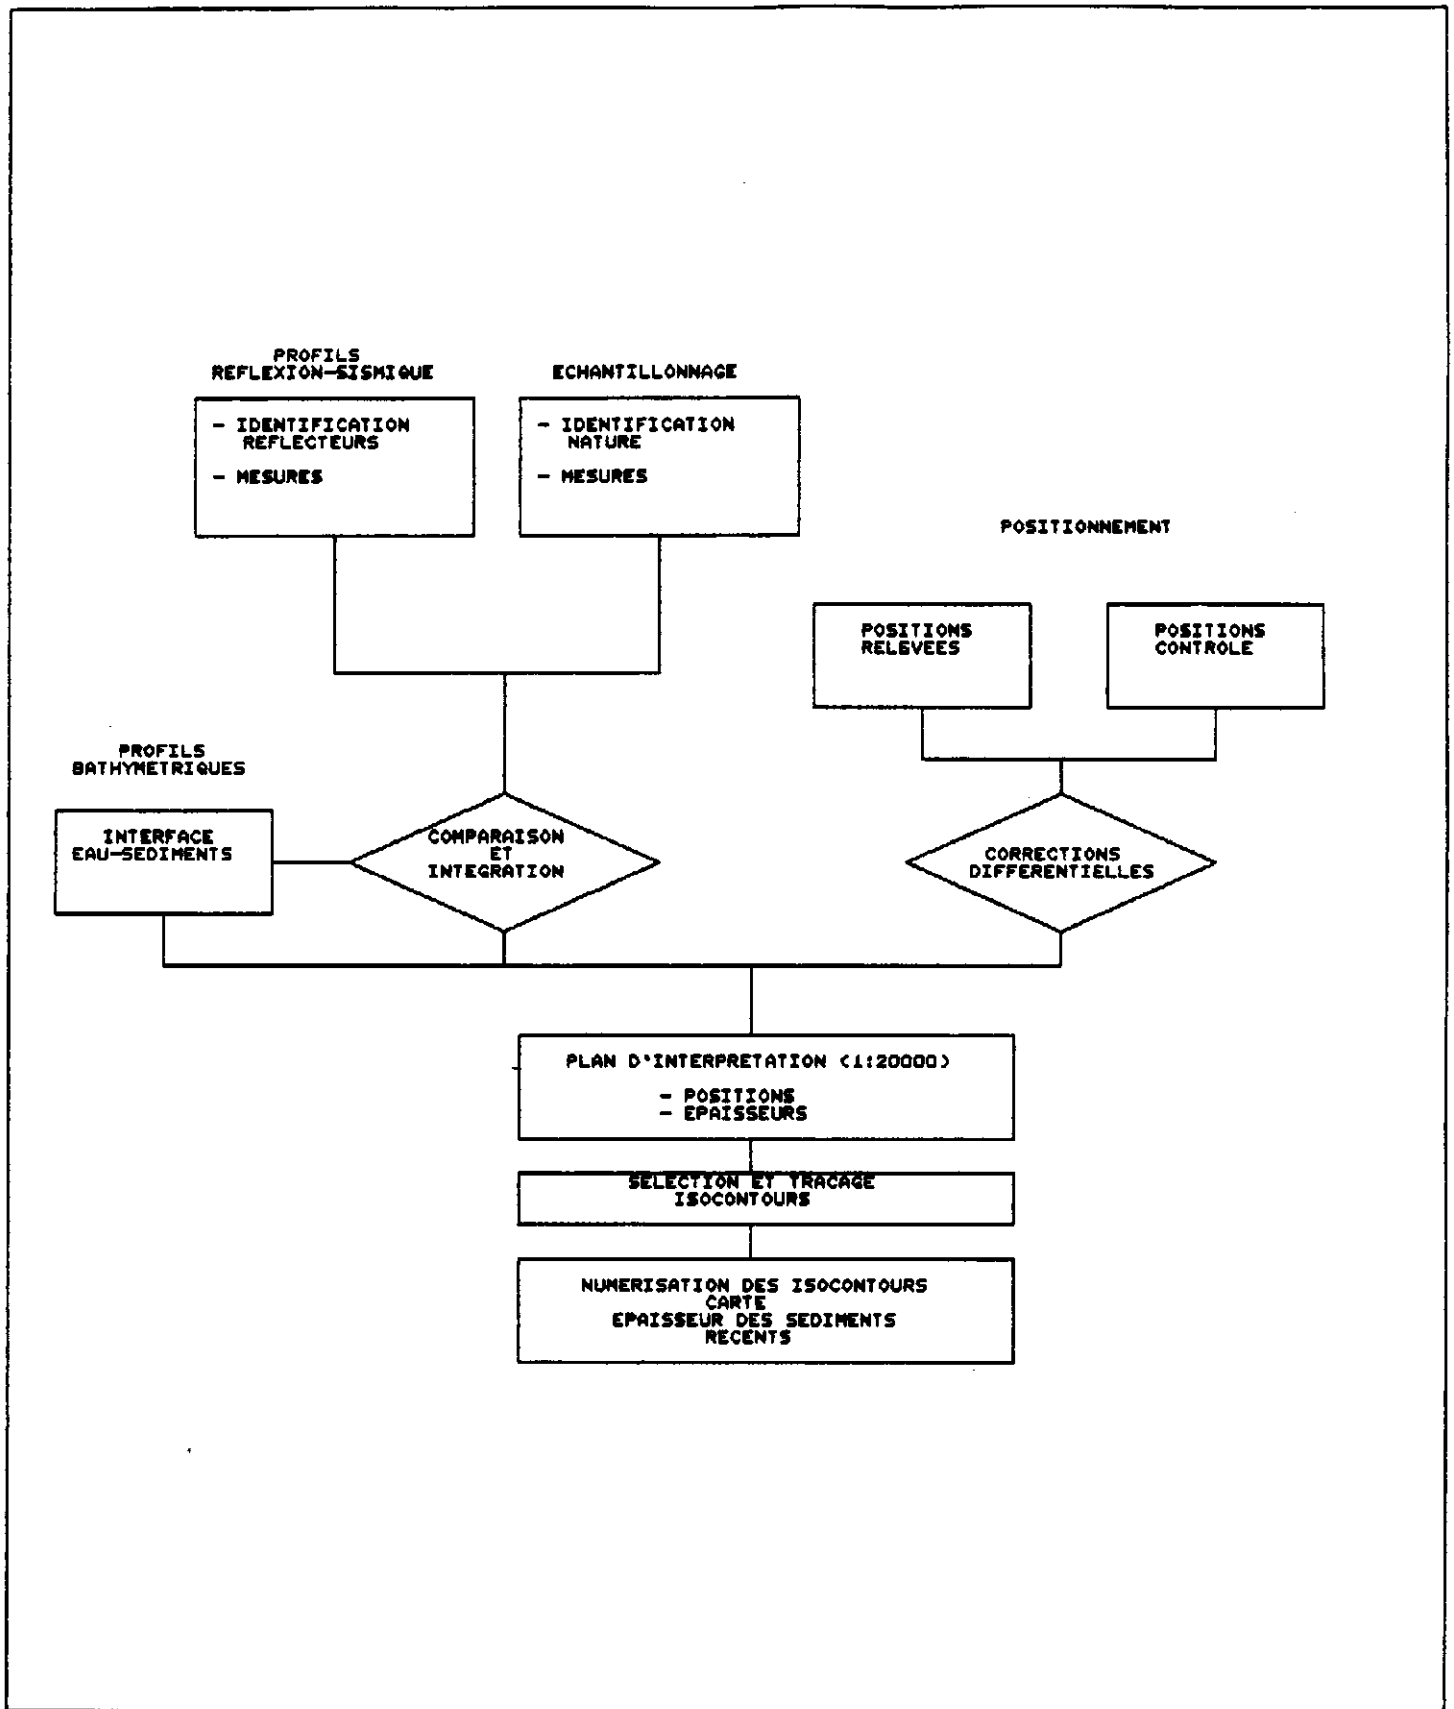 PROFILS
REFLEXION-SISMIQUE
- IDENTIFICATION
REFLECTEURS
- MESURES
ECHANTILLONNAGE
- IDENTIFICATION
NATURE
- MESURES
POSITIONNEMENT
POSITIONS
RELEVEES
POSITIONS
CONTROLE
PROFILS
BATHYMETRIQUES
INTERFACE
EAU-SEDIMENTS
COMPARAISON
ET
INTEGRATION
CORRECTIONS
DIFFERENTIELLES
PLAN D'INTERPRETATION (1:20000)
- POSITIONS
- EPAISSEURS
SELECTION ET TRACAGE
ISOCONTOURS
NUMERISATION DES ISOCONTOURS
CARTE
EPAISSEUR DES SEDIMENTS
RECENTS